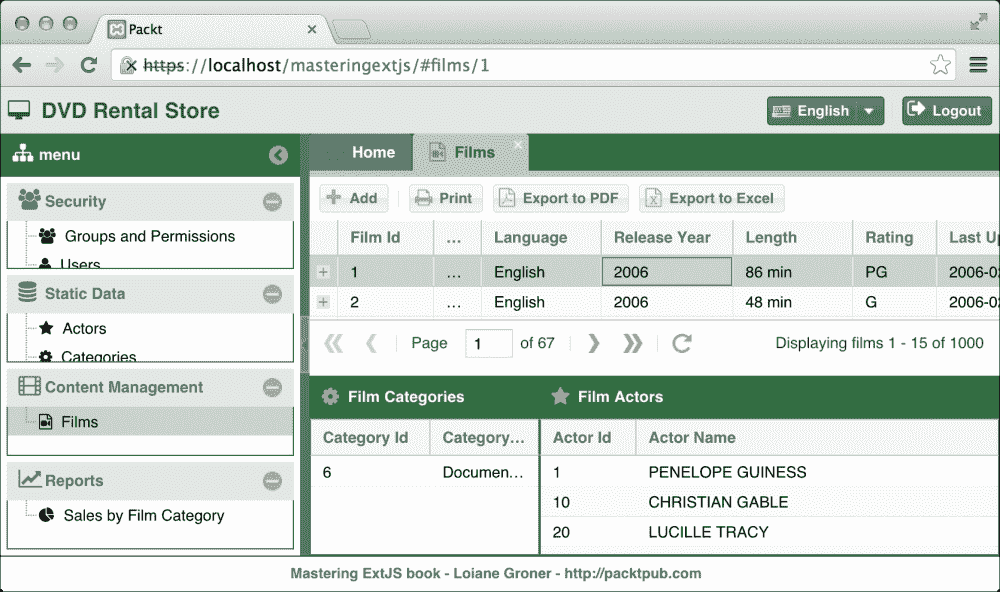 Packt
https://localhost/masteringextjs/#films/1
DVD Rental Store
English
Logout
menu
Home
Films
Security
Groups and Permissions
Users
Static Data
Actors
Categories
Content Management
Films
Reports
Sales by Film Category
Add
Print
Export to PDF
Export to Excel
Film Id ... Language Release Year Length Rating Last Up
1 ... English 2006 86 min PG 2006-02
2 ... English 2006 48 min G 2006-02
Page 1 of 67
Displaying films 1 - 15 of 1000
Film Categories
Category Id Category...
6 Documen...
Film Actors
Actor Id Actor Name
1 PENELOPE GUINESS
10 CHRISTIAN GABLE
20 LUCILLE TRACY
Mastering ExtJS book - Loiane Groner - http://packtpub.com